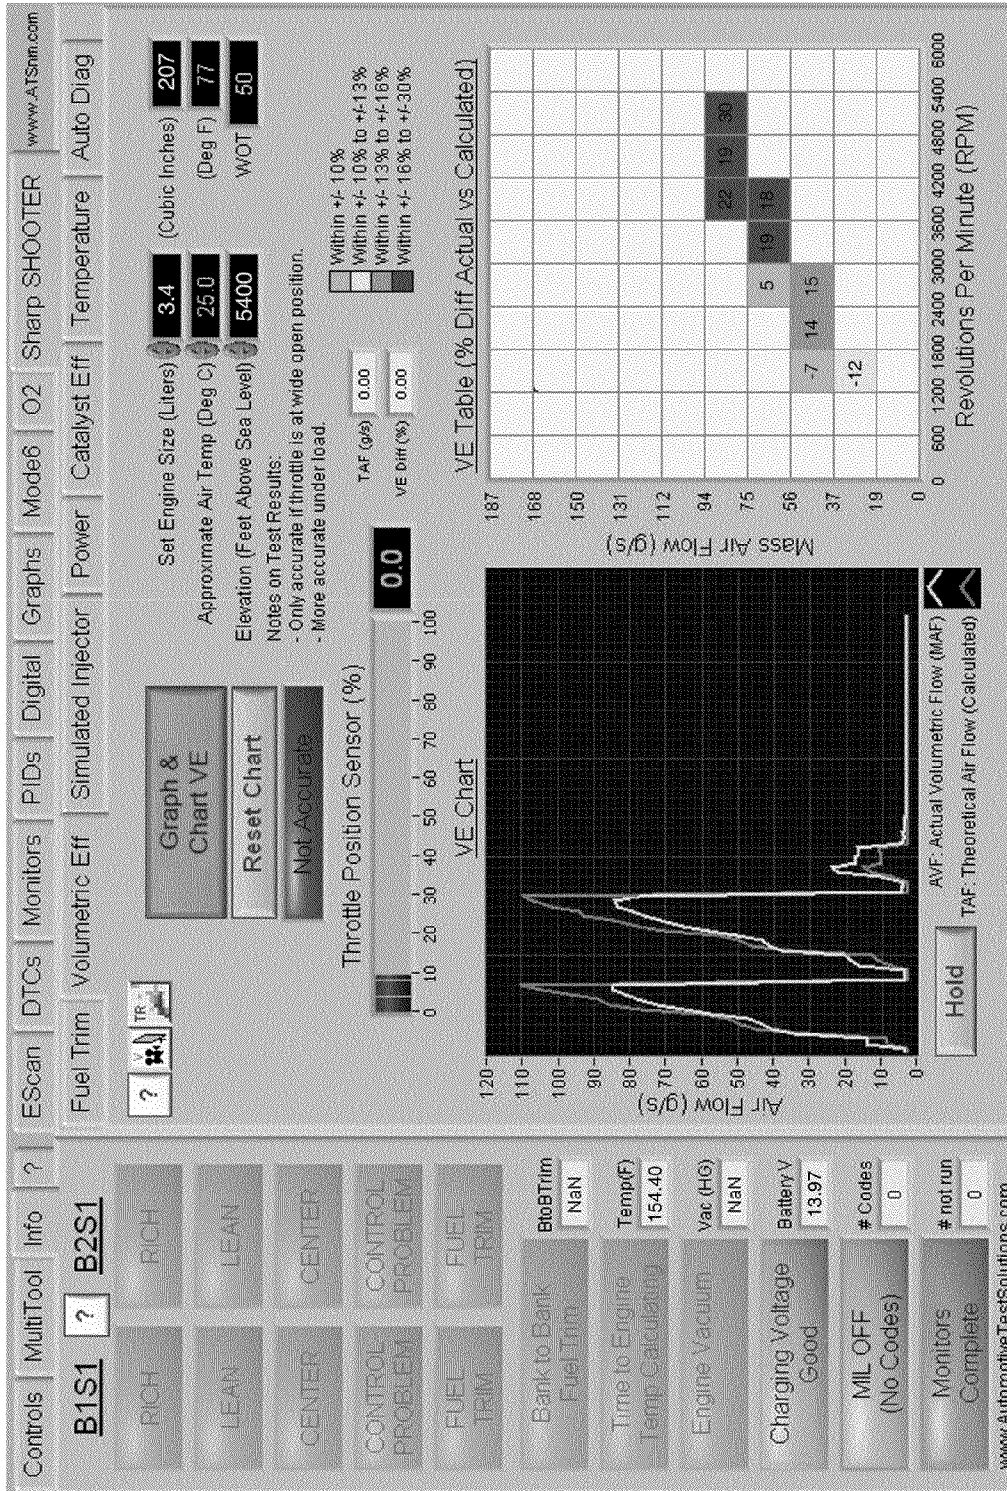 Controls MultiTool Info ? EScan DTCs Monitors PIDs Digital Graphs Mode6 O2 Sharp SHOOTER www.ATSnm.com
B1S1 ? B2S1
RICH RICH
LEAN LEAN
CENTER CENTER
CONTROL PROBLEM CONTROL PROBLEM
FUEL TRIM FUEL TRIM
Bank to Bank Fuel Trim
BtoBTrim
NaN
Time to Engine Temp Calculating
Temp(F)
154.40
Engine Vacuum
Vac (HG)
NaN
Charging Voltage Good
Battery V
13.97
MIL OFF (No Codes)
# Codes
0
Monitors Complete
# not run
0
www.AutomotiveTestSolutions.com
Fuel Trim Volumetric Eff Simulated Injector Power Catalyst Eff Temperature Auto Diag
? V TR
Graph & Chart VE
Reset Chart
Not Accurate
Set Engine Size (Liters) 3.4 (Cubic Inches) 207
Approximate Air Temp (Deg C) 25.0 (Deg F) 77
Elevation (Feet Above Sea Level) 5400 WOT 50
Notes on Test Results:
- Only accurate if throttle is at wide open position.
- More accurate under load.
Within +/- 10%
Within +/- 10% to +/-13%
Within +/-13% to +/-16%
Within +/-16% to +/-30%
Throttle Position Sensor (%)
0 10 20 30 40 50 60 70 80 90 100
0.0
TAF (g/s) 0.00
VE Diff (%) 0.00
VE Chart
Air Flow (g/s)
120
110
100
90
80
70
60
50
40
30
20
10
0
Hold
AVF: Actual Volumetric Flow (MAF)
TAF: Theoretical Air Flow (Calculated)
VE Table (% Diff Actual vs Calculated)
Mass Air Flow (g/s)
187
168
150
131
112
94
75
56
37
19
0
22 19 30
5 19 18
-7 14 15
-12
0 600 1200 1800 2400 3000 3600 4200 4800 5400 6000
Revolutions Per Minute (RPM)